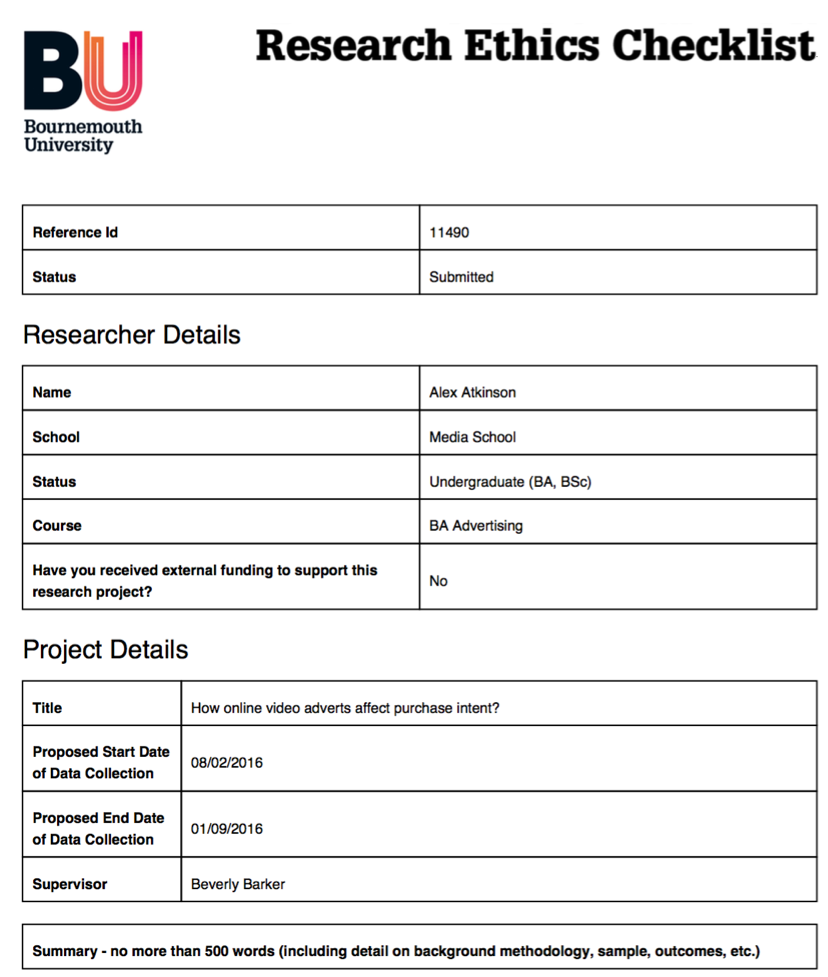 Research Ethics Checklist
BU
Bournemouth
University
Reference Id 11490
Status Submitted
Researcher Details
Name Alex Atkinson
School Media School
Status Undergraduate (BA, BSc)
Course BA Advertising
Have you received external funding to support this
research project? No
Project Details
Title How online video adverts affect purchase intent?
Proposed Start Date
of Data Collection 08/02/2016
Proposed End Date
of Data Collection 01/09/2016
Supervisor Beverly Barker
Summary - no more than 500 words (including detail on background methodology, sample, outcomes, etc.)